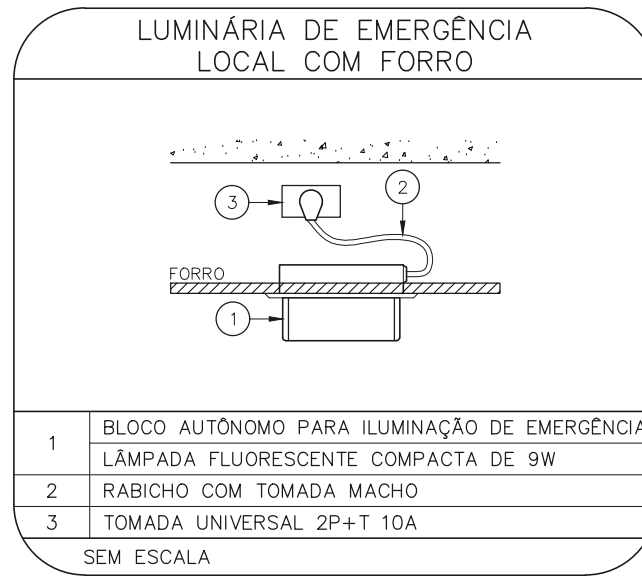 LUMINÁRIA DE EMERGÊNCIA
LOCAL COM FORRO
2
3
FORRO
1
1 BLOCO AUTÔNOMO PARA ILUMINAÇÃO DE EMERGÊNCIA
LÂMPADA FLUORESCENTE COMPACTA DE 9W
2 RABICHO COM TOMADA MACHO
3 TOMADA UNIVERSAL 2P+T 10A
SEM ESCALA